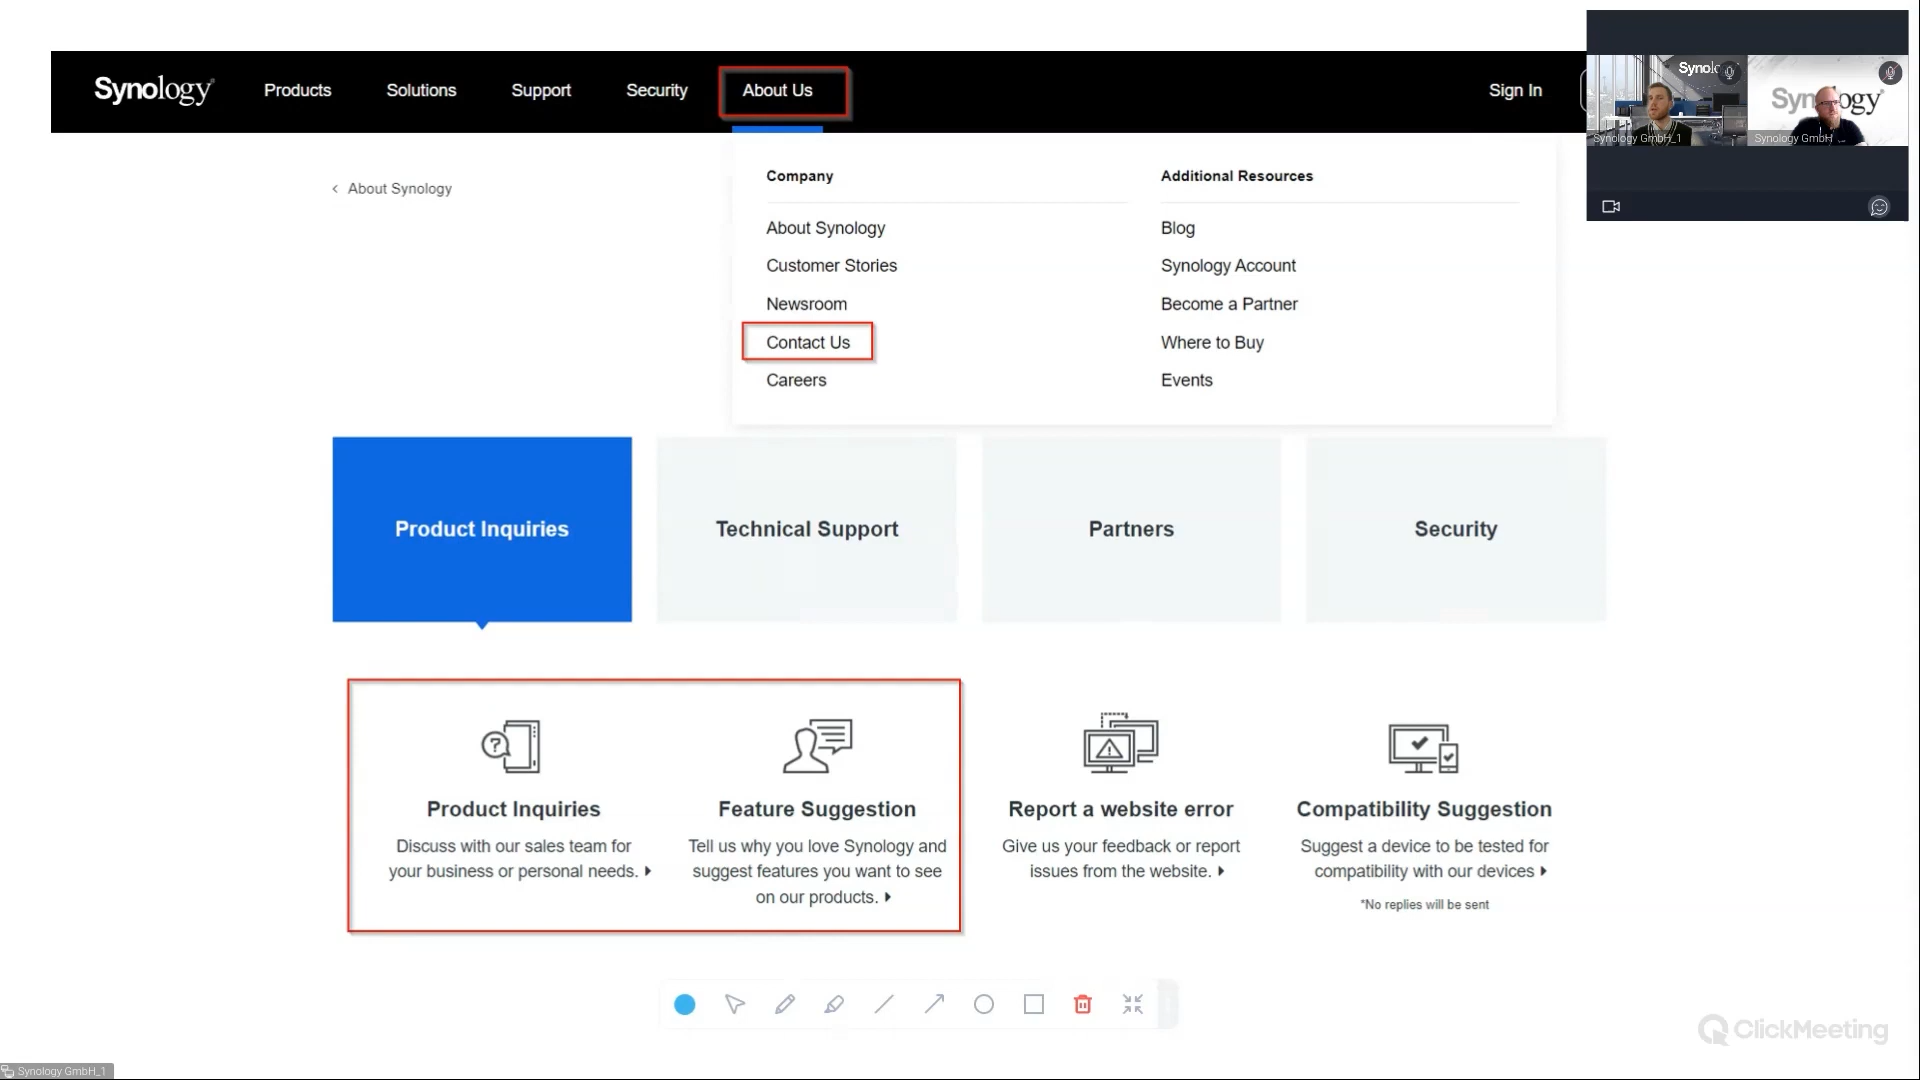 Synology
Products
Solutions
Support
Security
About Us
Sign In
Synology GmbH_1
Synology GmbH
About Synology
Company
About Synology
Customer Stories
Newsroom
Contact Us
Careers
Additional Resources
Blog
Synology Account
Become a Partner
Where to Buy
Events
Product Inquiries
Technical Support
Partners
Security
Product Inquiries
Discuss with our sales team for
your business or personal needs.
Feature Suggestion
Tell us why you love Synology and
suggest features you want to see
on our products.
Report a website error
Give us your feedback or report
issues from the website.
Compatibility Suggestion
Suggest a device to be tested for
compatibility with our devices
*No replies will be sent
ClickMeeting
Synology GmbH_1